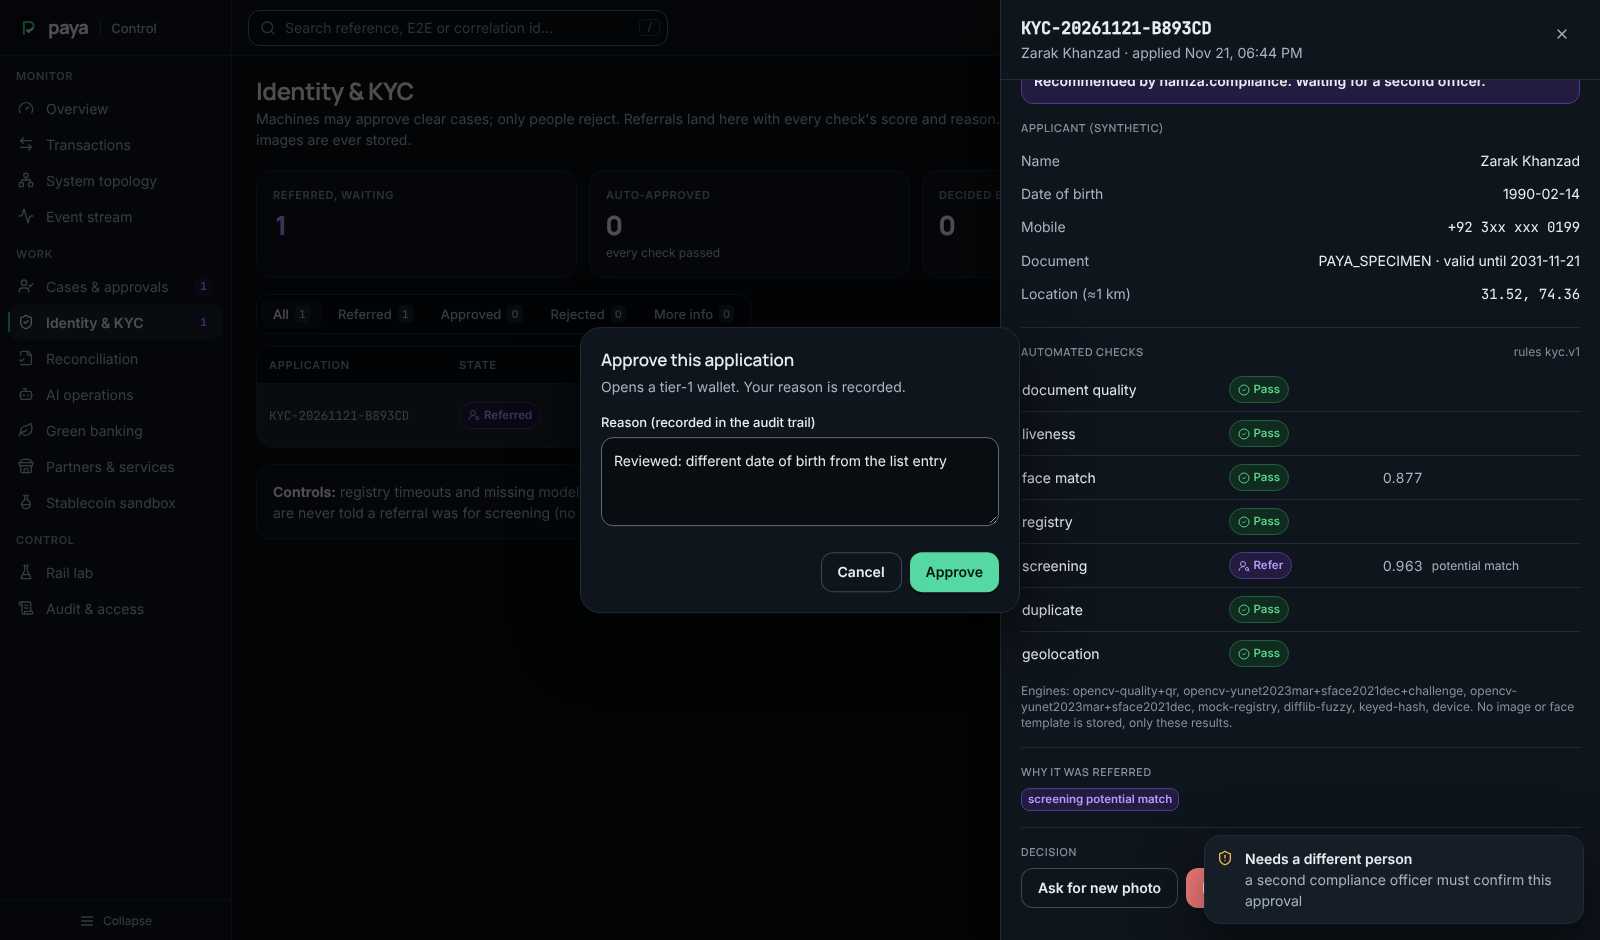 paya
Control
Search reference, E2E or correlation id...
/
MONITOR
Overview
Transactions
System topology
Event stream
WORK
Cases & approvals 1
Identity & KYC 1
Reconciliation
AI operations
Green banking
Partners & services
Stablecoin sandbox
CONTROL
Rail lab
Audit & access
Collapse
Identity & KYC
Machines may approve clear cases; only people reject. Referrals land here with every check's score and reason.
images are ever stored.
REFERRED, WAITING
1
AUTO-APPROVED
0
every check passed
DECIDED
0
All 1
Referred 1
Approved 0
Rejected 0
More info 0
APPLICATION STATE
KYC-20261121-B893CD Referred
Controls: registry timeouts and missing model
are never told a referral was for screening (no
Approve this application
Opens a tier-1 wallet. Your reason is recorded.
Reason (recorded in the audit trail)
Reviewed: different date of birth from the list entry
Cancel
Approve
KYC-20261121-B893CD
Zarak Khanzad · applied Nov 21, 06:44 PM
Recommended by hamza.compliance. Waiting for a second officer.
APPLICANT (SYNTHETIC)
Name Zarak Khanzad
Date of birth 1990-02-14
Mobile +92 3xx xxx 0199
Document PAYA_SPECIMEN · valid until 2031-11-21
Location (≈1 km) 31.52, 74.36
AUTOMATED CHECKS rules kyc.v1
document quality Pass
liveness Pass
face match Pass 0.877
registry Pass
screening Refer 0.963 potential match
duplicate Pass
geolocation Pass
Engines: opencv-quality+qr, opencv-yunet2023mar+sface2021dec+challenge, opencv-
yunet2023mar+sface2021dec, mock-registry, difflib-fuzzy, keyed-hash, device. No image or face
template is stored, only these results.
WHY IT WAS REFERRED
screening potential match
DECISION
Ask for new photo
Needs a different person
a second compliance officer must confirm this
approval